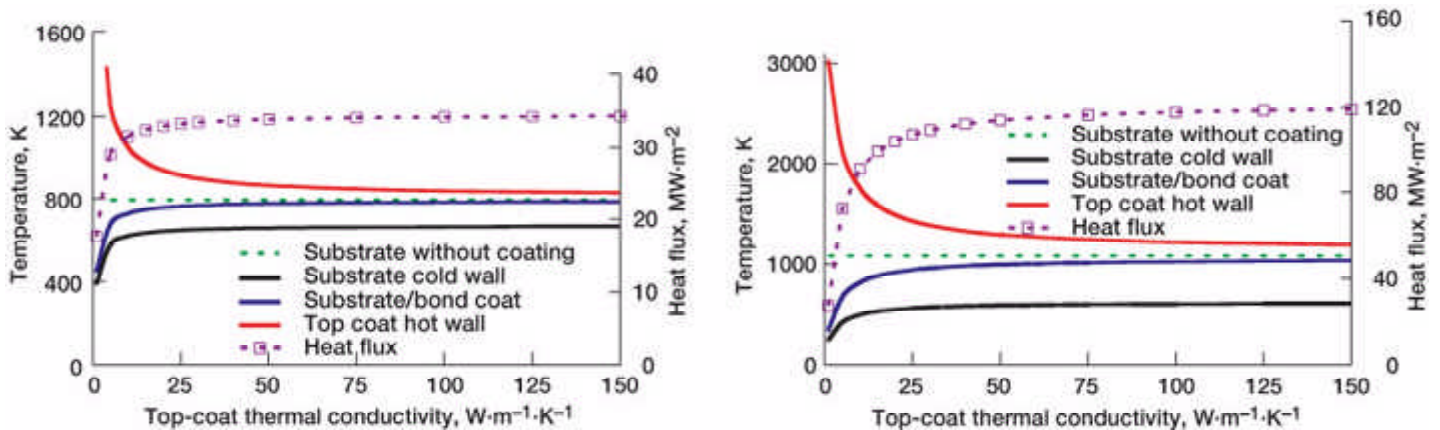 1600
1200
800
400
0
Temperature, K
40
30
20
10
0
Heat flux, MW·m⁻²
Substrate without coating
Substrate cold wall
Substrate/bond coat
Top coat hot wall
Heat flux
0 25 50 75 100 125 150
Top-coat thermal conductivity, W·m⁻¹·K⁻¹
3000
2000
1000
0
Temperature, K
160
120
80
40
0
Heat flux, MW·m⁻²
Substrate without coating
Substrate cold wall
Substrate/bond coat
Top coat hot wall
Heat flux
0 25 50 75 100 125 150
Top-coat thermal conductivity, W·m⁻¹·K⁻¹